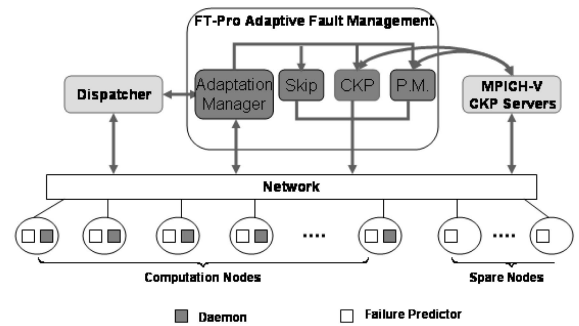 FT-Pro Adaptive Fault Management
Dispatcher
Adaptation
Manager
Skip
CKP
P.M.
MPICH-V
CKP Servers
Network
....
....
Computation Nodes
Spare Nodes
Daemon
Failure Predictor